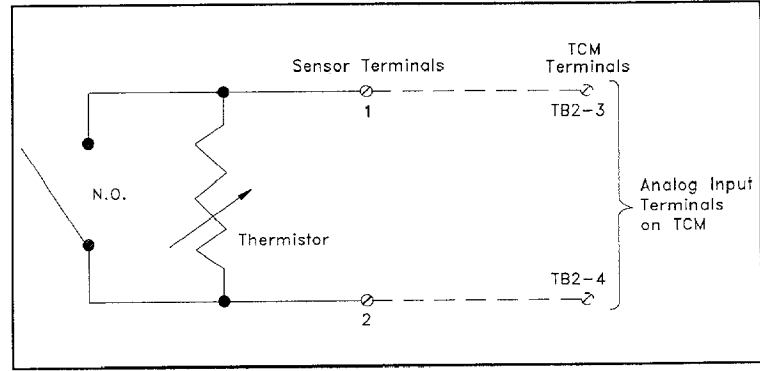 Sensor Terminals
TCM
Terminals
1
TB2-3
N.O.
Thermistor
Analog Input
Terminals
on TCM
TB2-4
2